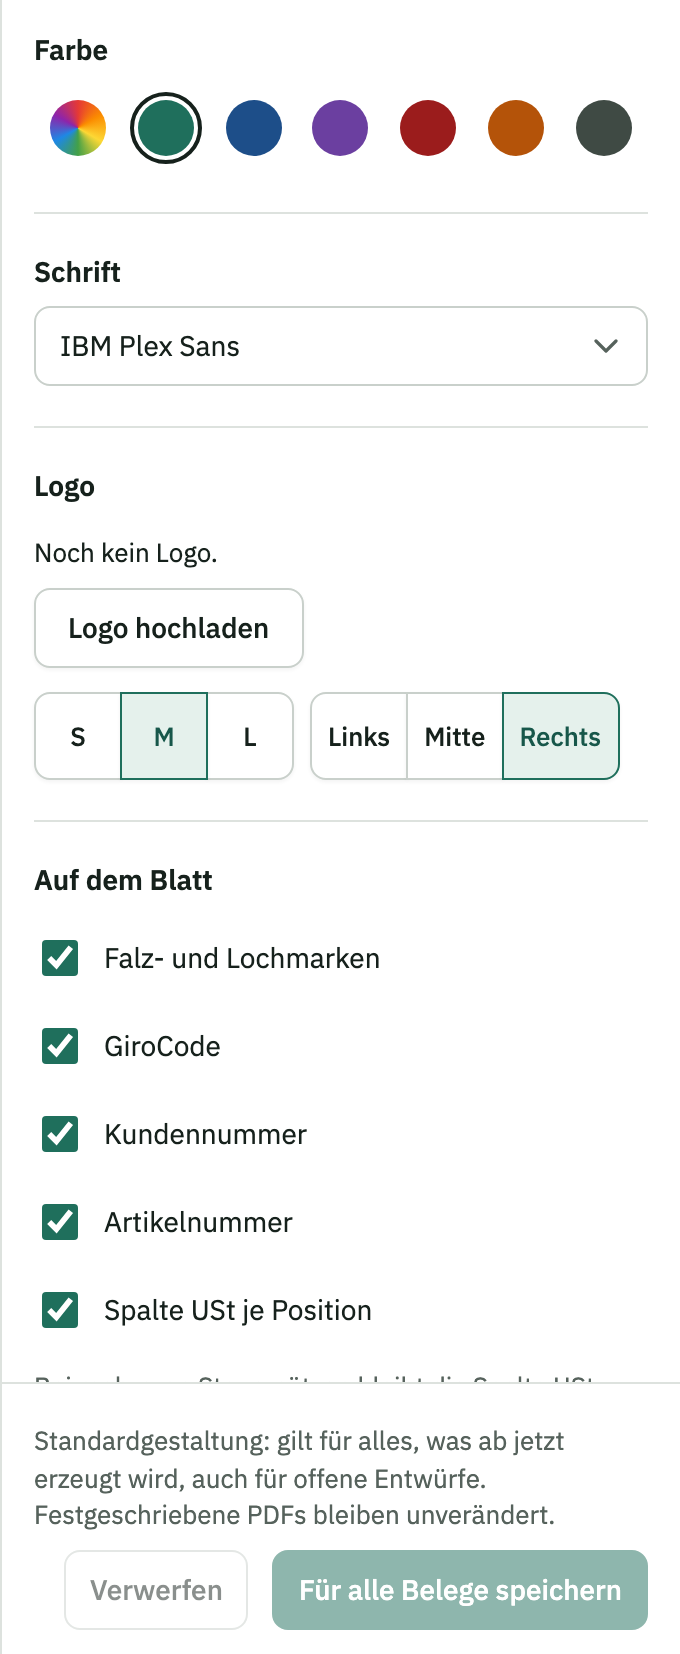 Farbe
Schrift
IBM Plex Sans
Logo
Noch kein Logo.
Logo hochladen
S M L Links Mitte Rechts
Auf dem Blatt
Falz- und Lochmarken
GiroCode
Kundennummer
Artikelnummer
Spalte USt je Position
Standardgestaltung: gilt für alles, was ab jetzt
erzeugt wird, auch für offene Entwürfe.
Festgeschriebene PDFs bleiben unverändert.
Verwerfen Für alle Belege speichern